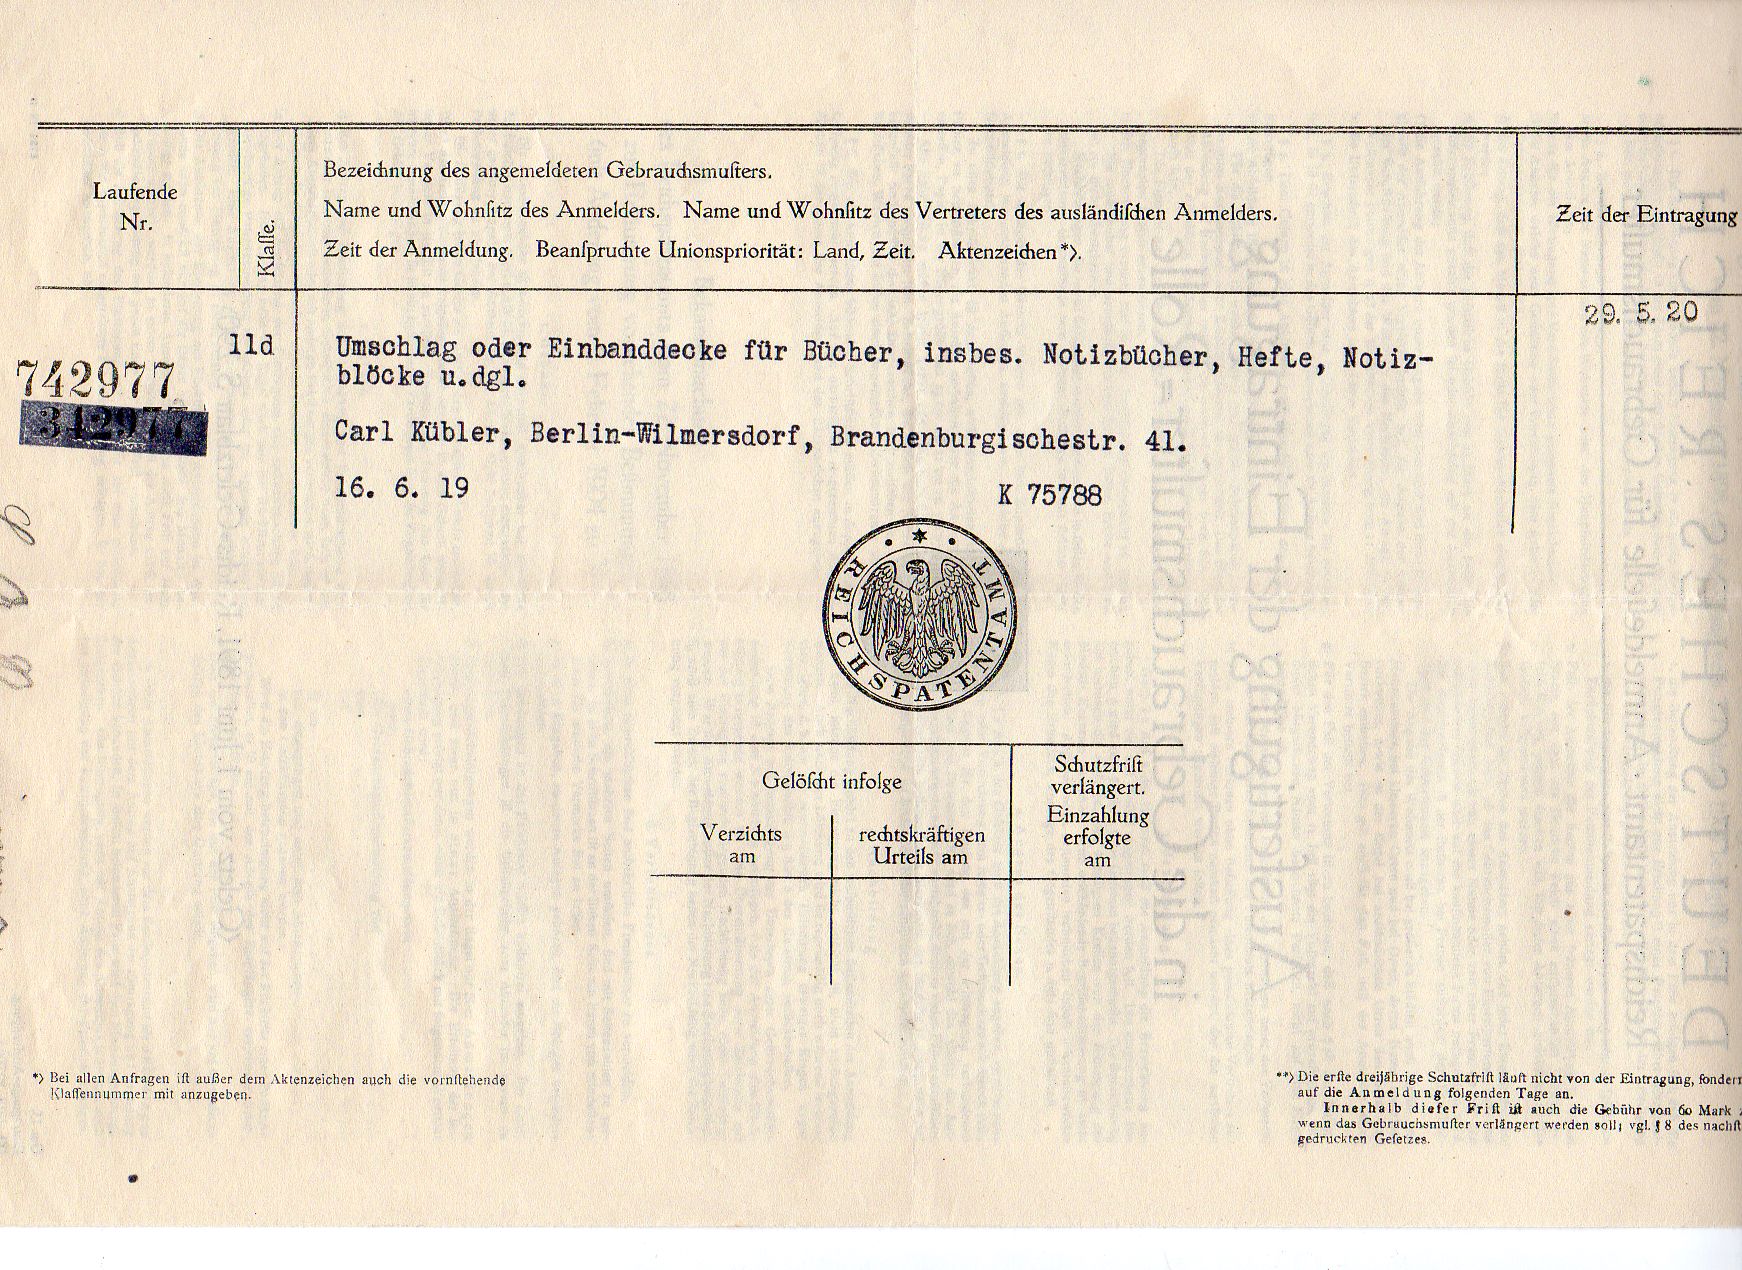 Laufende
Nr.
Klaſſe.
Bezeichnung des angemeldeten Gebrauchsmuſters.
Name und Wohnſitz des Anmelders. Name und Wohnſitz des Vertreters des ausländiſchen Anmelders.
Zeit der Anmeldung. Beanſpruchte Unionspriorität: Land, Zeit. Aktenzeichen*).
Zeit der Eintragung
29. 5. 20
742977
342977
11d
Umschlag oder Einbanddecke für Bücher, insbes. Notizbücher, Hefte, Notiz-
blöcke u.dgl.
Carl Kübler, Berlin-Wilmersdorf, Brandenburgischestr. 41.
16. 6. 19 K 75788
REICHSPATENTAMT
Gelöſcht infolge
Verzichts
am
rechtskräftigen
Urteils am
Schutzfriſt
verlängert.
Einzahlung
erfolgte
am
*) Bei allen Anfragen iſt außer dem Aktenzeichen auch die vornſtehende
Klaſſennummer mit anzugeben.
**) Die erſte dreijährige Schutzfriſt läuft nicht von der Eintragung, ſondern
auf die Anmeldung folgenden Tage an.
Innerhalb dieſer Friſt iſt auch die Gebühr von 60 Mark
wenn das Gebrauchsmuſter verlängert werden soll; vgl. § 8 des nachſt
gedruckten Geſetzes.